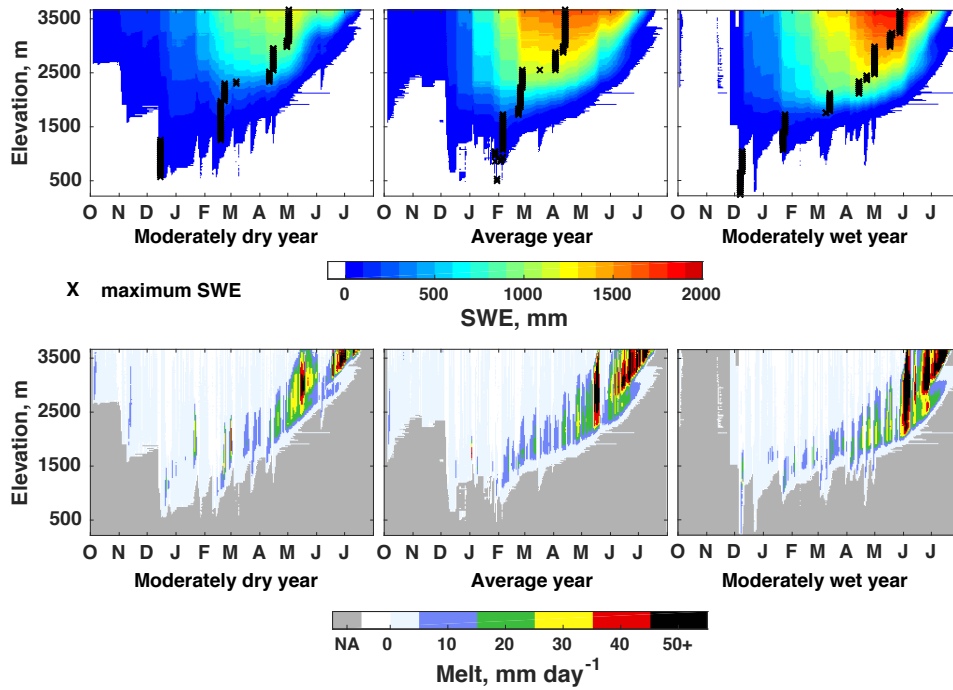 Elevation, m
3500
2500
1500
500
O N D J F M A M J J
Moderately dry year
O N D J F M A M J J
Average year
O N D J F M A M J J
Moderately wet year
X maximum SWE
0 500 1000 1500 2000
SWE, mm
Elevation, m
3500
2500
1500
500
O N D J F M A M J J
Moderately dry year
O N D J F M A M J J
Average year
O N D J F M A M J J
Moderately wet year
NA 0 10 20 30 40 50+
Melt, mm day⁻¹